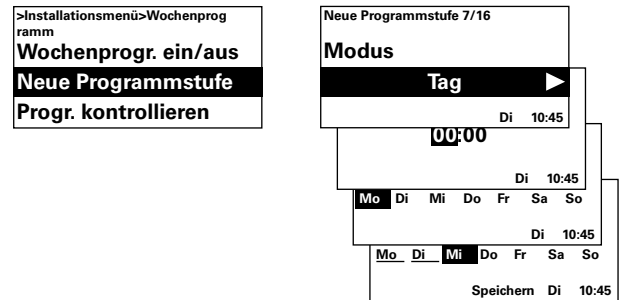 >Installationsmenü>Wochenprog
ramm
Wochenprogr. ein/aus
Neue Programmstufe
Progr. kontrollieren
Neue Programmstufe 7/16
Modus
Tag
Di 10:45
00:00
Di 10:45
Mo Di Mi Do Fr Sa So
Di 10:45
Mo Di Mi Do Fr Sa So
Speichern Di 10:45